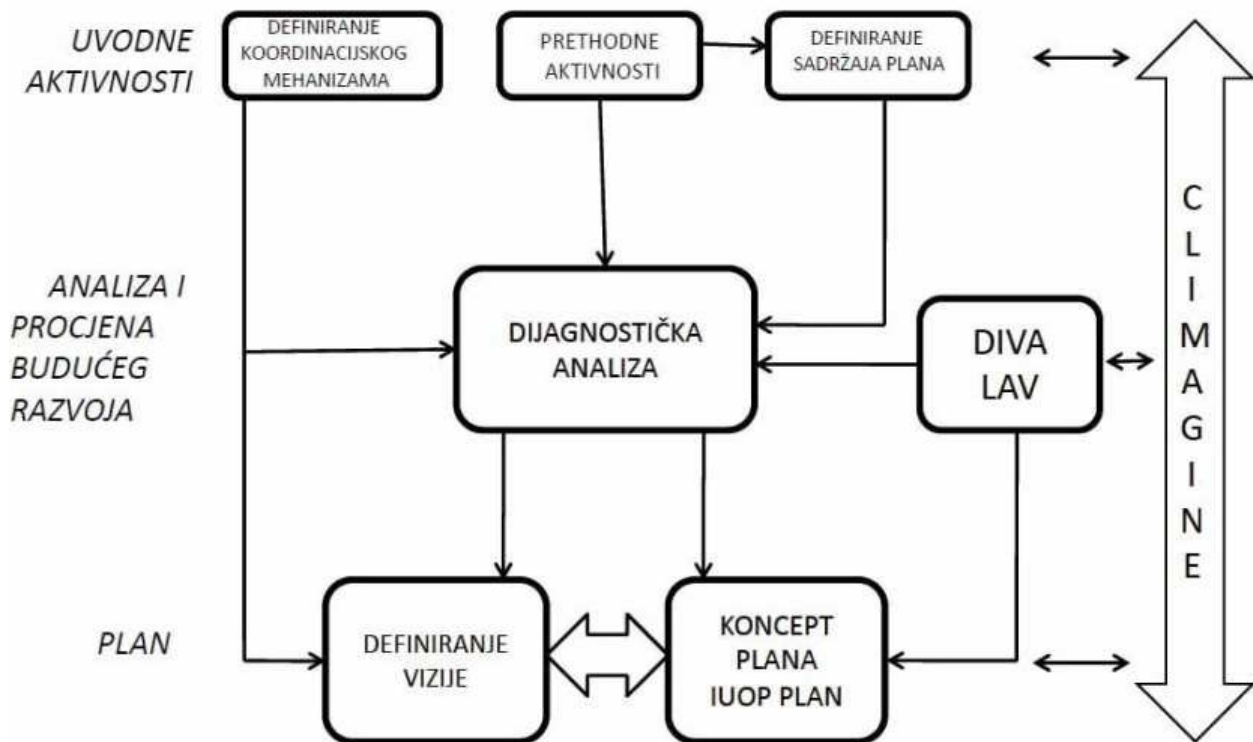 UVODNE
AKTIVNOSTI
DEFINIRANJE
KOORDINACIJSKOG
MEHANIZAMA
PRETHODNE
AKTIVNOSTI
DEFINIRANJE
SADRŽAJA PLANA
ANALIZA I
PROCJENA
BUDUĆEG
RAZVOJA
DIJAGNOSTIČKA
ANALIZA
DIVA
LAV
PLAN
DEFINIRANJE
VIZIJE
KONCEPT
PLANA
IUOP PLAN
CLIMAGINE